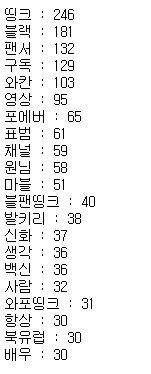 띵크 : 246
블랙 : 181
팬서 : 132
구독 : 129
와칸 : 103
영상 : 95
포에버 : 65
표범 : 61
채널 : 59
원님 : 58
마블 : 51
블팬띵크 : 40
발키리 : 38
신화 : 37
생각 : 36
백신 : 36
사람 : 32
와포띵크 : 31
항상 : 30
북유럽 : 30
배우 : 30